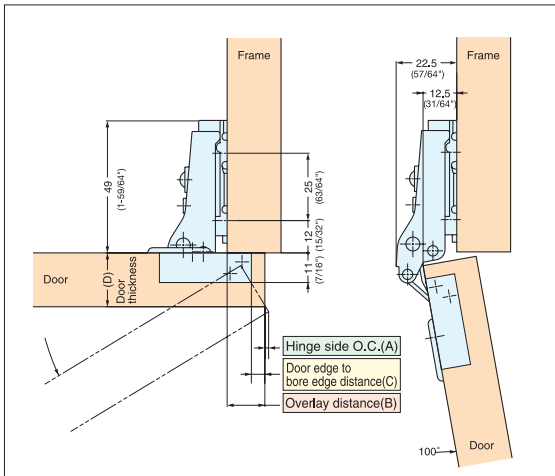 Frame
Frame
22.5
(57/64")
12.5
(31/64")
49
(1-59/64")
25
(63/64")
12
(15/32")
11
(7/16")
Door
(D)
Door
thickness
Hinge side O.C.(A)
Door edge to
bore edge distance(C)
Overlay distance(B)
100°
Door